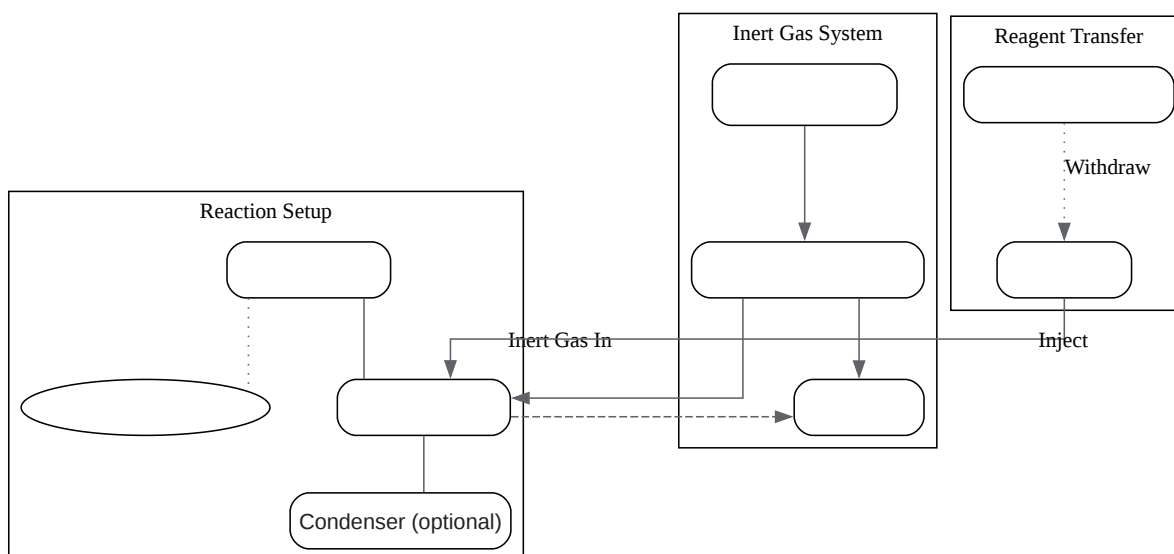 Inert Gas System
Reagent Transfer
Withdraw
Reaction Setup
Inert Gas In
Inject
Condenser (optional)